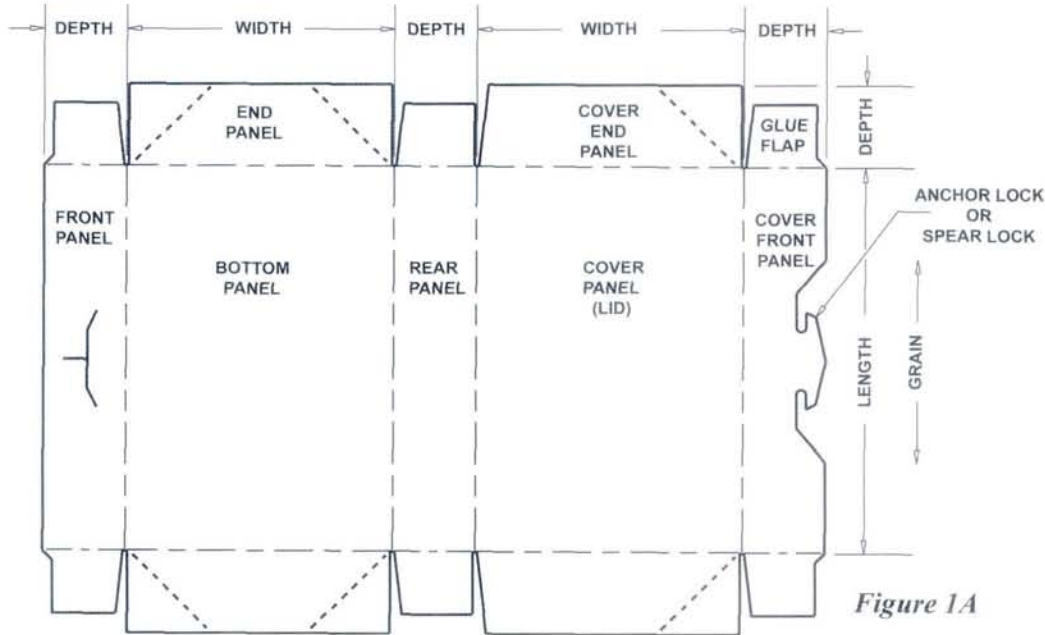 DEPTH
WIDTH
DEPTH
WIDTH
DEPTH
END
PANEL
COVER
END
PANEL
GLUE
FLAP
DEPTH
FRONT
PANEL
BOTTOM
PANEL
REAR
PANEL
COVER
PANEL
(LID)
COVER
FRONT
PANEL
ANCHOR LOCK
OR
SPEAR LOCK
LENGTH
GRAIN
Figure 1A